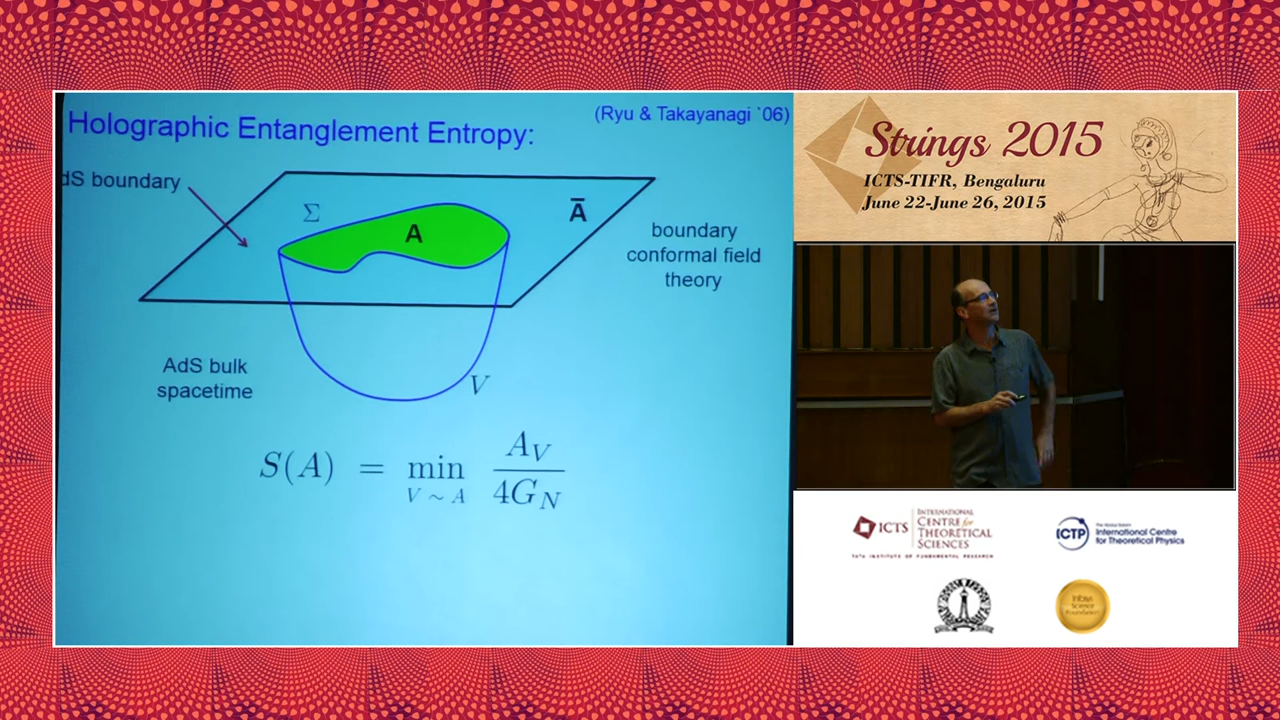 Holographic Entanglement Entropy:
(Ryu & Takayanagi `06)
dS boundary
Σ
A
Ā
boundary
conformal field
theory
AdS bulk
spacetime
V
S(A) = min_{V ~ A} A_V / 4G_N
Strings 2015
ICTS-TIFR, Bengaluru
June 22-June 26, 2015
ICTS
INTERNATIONAL
CENTRE for
THEORETICAL
SCIENCES
TATA INSTITUTE OF FUNDAMENTAL RESEARCH
ICTP
The Abdus Salam
International Centre
for Theoretical Physics
Infosys
Science
Foundation